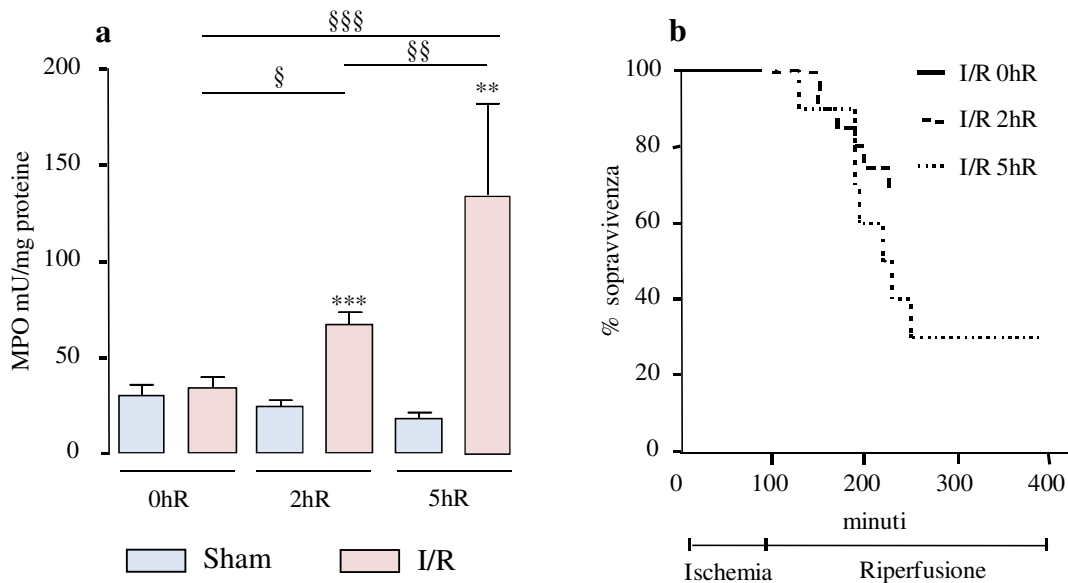 a
§§§
§§
§
200
**
150
MPO mU/mg proteine
100
***
50
0
0hR
2hR
5hR
Sham
I/R
b
100
I/R 0hR
I/R 2hR
I/R 5hR
80
60
% sopravvivenza
40
20
0
0
100
200
300
400
minuti
Ischemia
Riperfusione